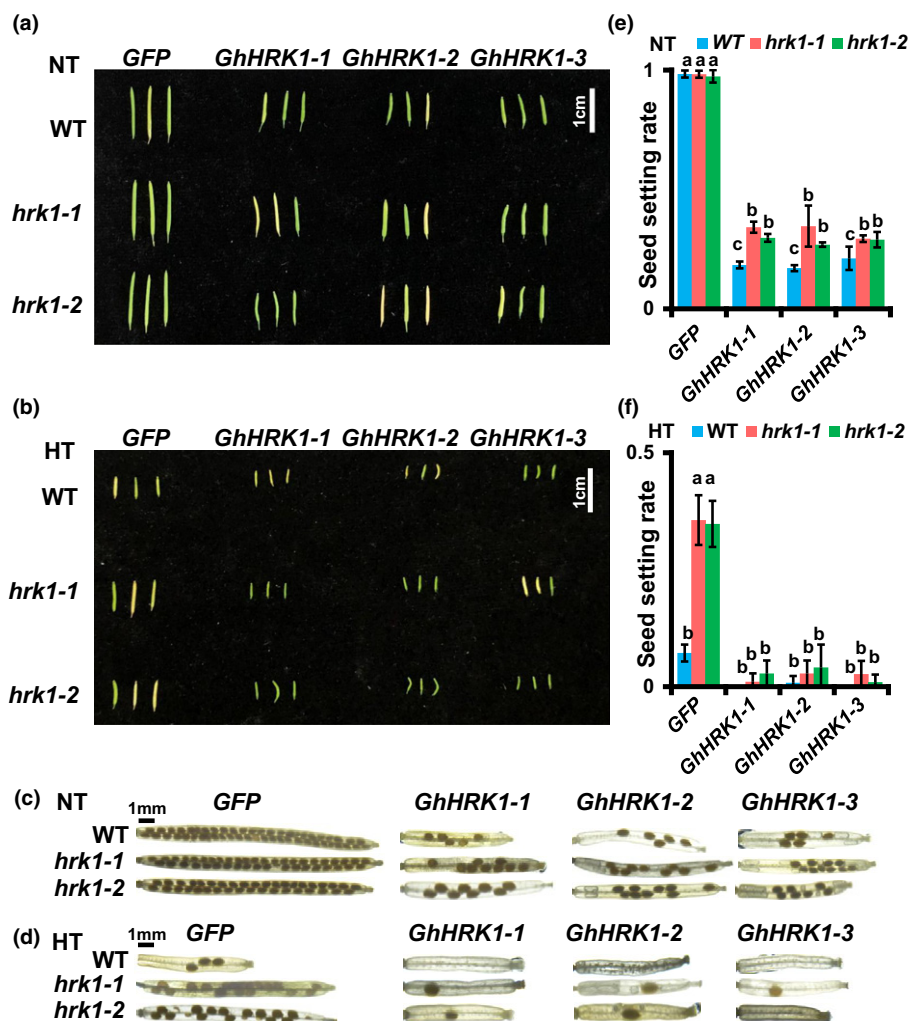 (a)
NT GFP GhHRK1-1 GhHRK1-2 GhHRK1-3
WT
1cm
hrk1-1
hrk1-2
(b)
HT GFP GhHRK1-1 GhHRK1-2 GhHRK1-3
WT
1cm
hrk1-1
hrk1-2
(e)
NT WT hrk1-1 hrk1-2
1
a a a
b b b b b b
c c c
Seed setting rate
0
GFP GhHRK1-1 GhHRK1-2 GhHRK1-3
(f)
HT WT hrk1-1 hrk1-2
0.5
a a
b b b b b b b b b b
Seed setting rate
0
GFP GhHRK1-1 GhHRK1-2 GhHRK1-3
(c) NT GFP GhHRK1-1 GhHRK1-2 GhHRK1-3
1mm
WT
hrk1-1
hrk1-2
(d) HT GFP GhHRK1-1 GhHRK1-2 GhHRK1-3
1mm
WT
hrk1-1
hrk1-2